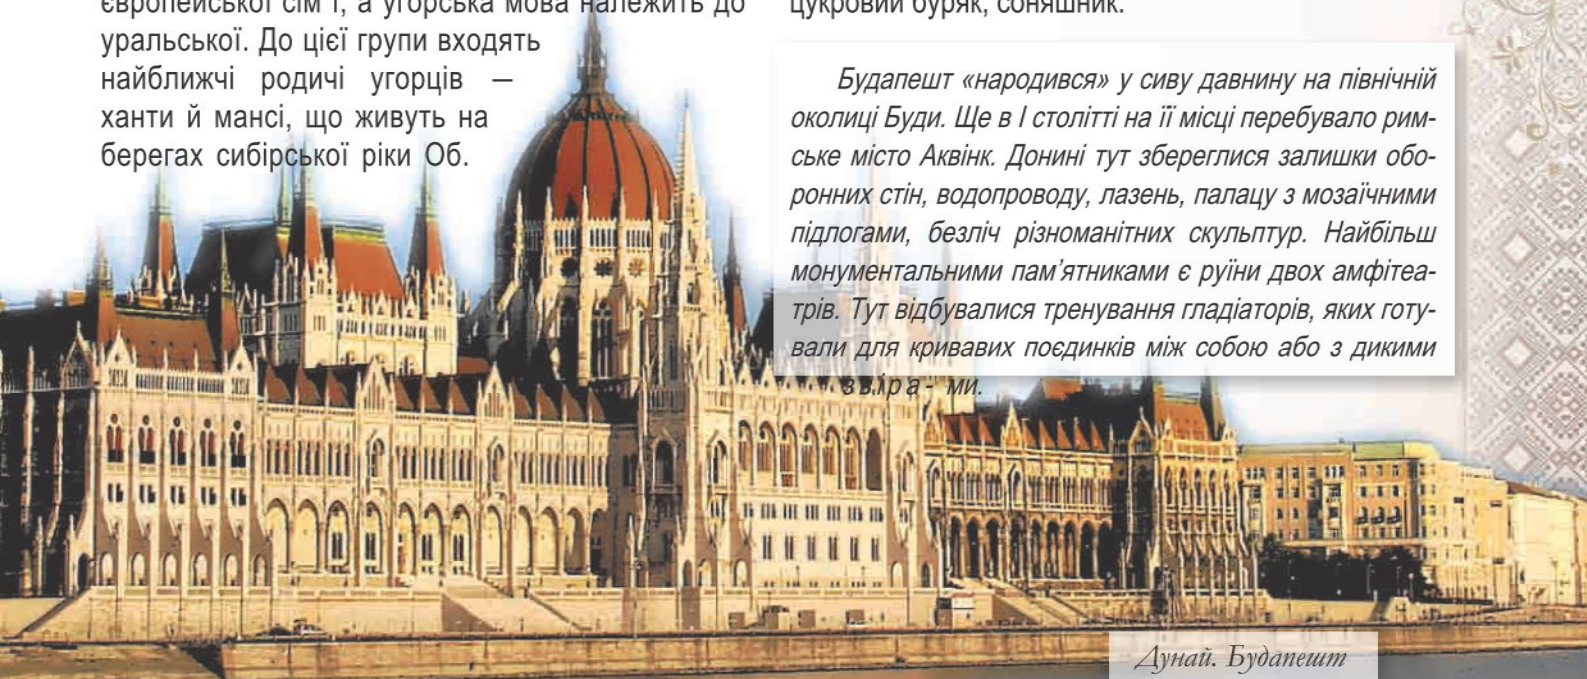 європейської сім'ї, а угорська мова належить до
уральської. До цієї групи входять
найближчі родичі угорців —
ханти й мансі, що живуть на
берегах сибірської ріки Об.
цукровий буряк, соняшник.
Будапешт «народився» у сиву давнину на північній
околиці Буди. Ще в І столітті на її місці перебувало рим-
ське місто Аквінк. Донині тут збереглися залишки обо-
ронних стін, водопроводу, лазень, палацу з мозаїчними
підлогами, безліч різноманітних скульптур. Найбільш
монументальними пам'ятниками є руїни двох амфітеа-
трів. Тут відбувалися тренування гладіаторів, яких готу-
вали для кривавих поєдинків між собою або з дикими
звіра- ми.
Дунай. Будапешт